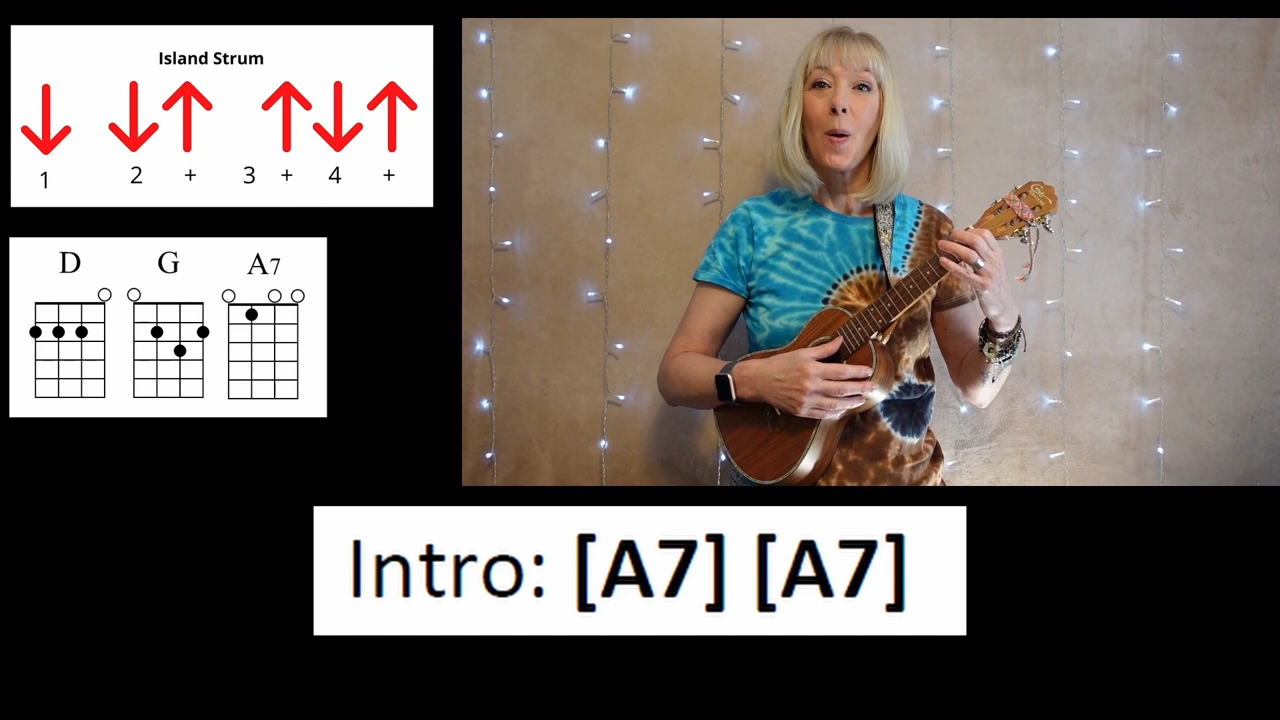 Island Strum
1 2 + 3 + 4 +
D G A7
Intro: [A7] [A7]